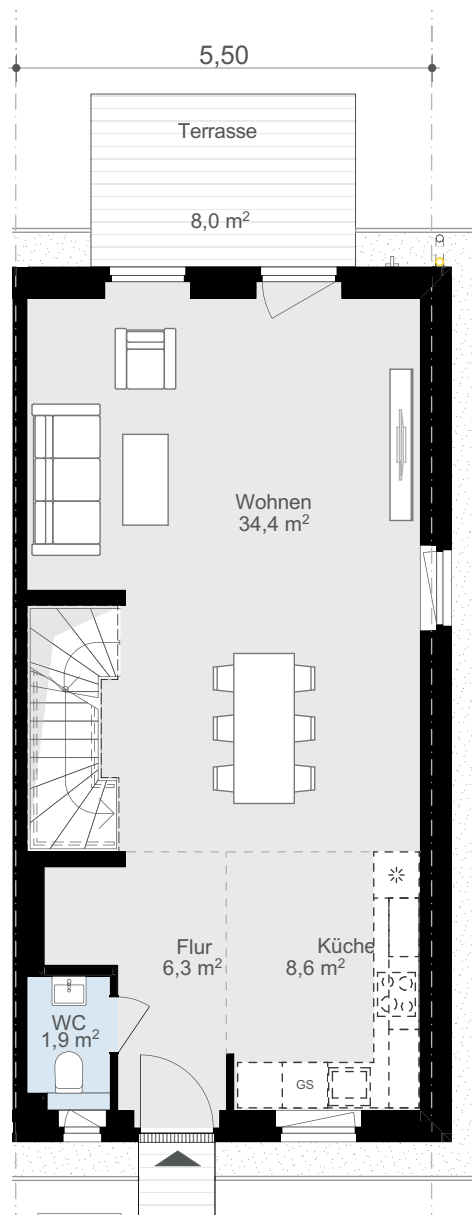 5,50
Terrasse
8,0 m²
Wohnen
34,4 m²
Flur
6,3 m²
Küche
8,6 m²
WC
1,9 m²
GS